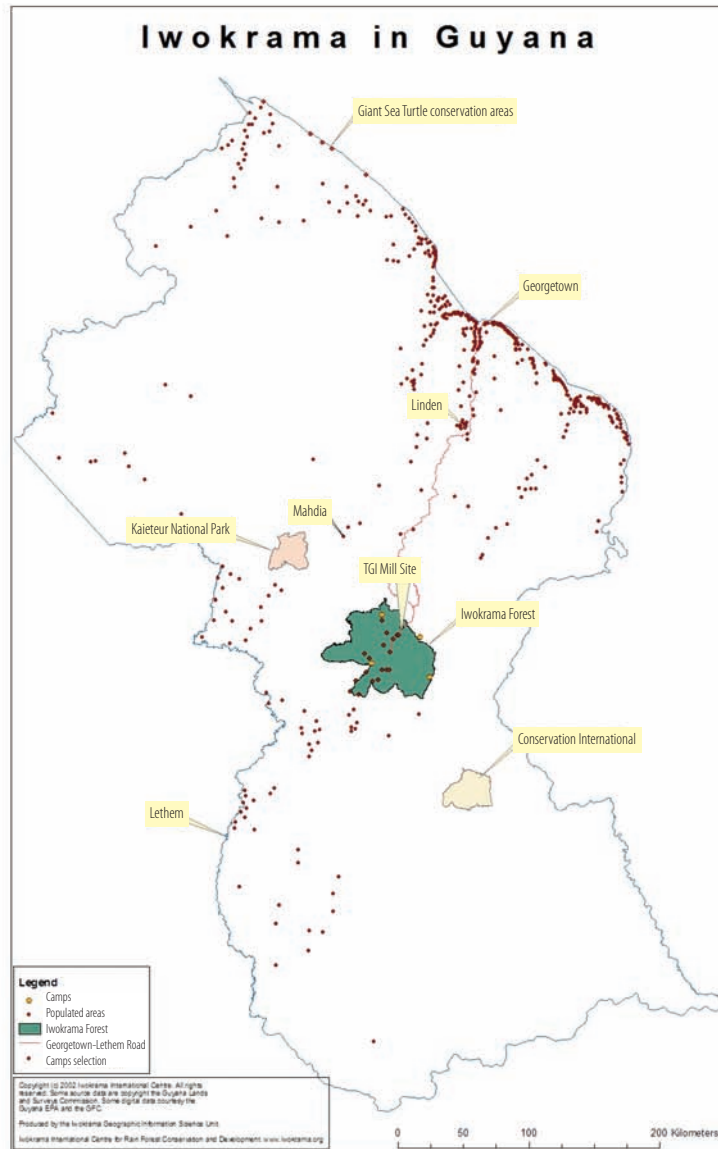 Iwokrama in Guyana
Giant Sea Turtle conservation areas
Georgetown
Linden
Mahdia
Kaieteur National Park
TGI Mill Site
Iwokrama Forest
Conservation International
Lethem
Legend
Camps
Populated areas
Iwokrama Forest
Georgetown-Lethem Road
Camps selection
Copyright (c) 2002 Iwokrama International Centre. All rights
reserved. Some source data are copyright the Guyana Lands
and Surveys Commission. Some digital data courtesy the
Guyana EPA and the GFC.
Produced by the Iwokrama Geographic Information Science Unit
Iwokrama International Centre for Rain Forest Conservation and Development www.iwokrama.org
0 50 100 200 Kilometers